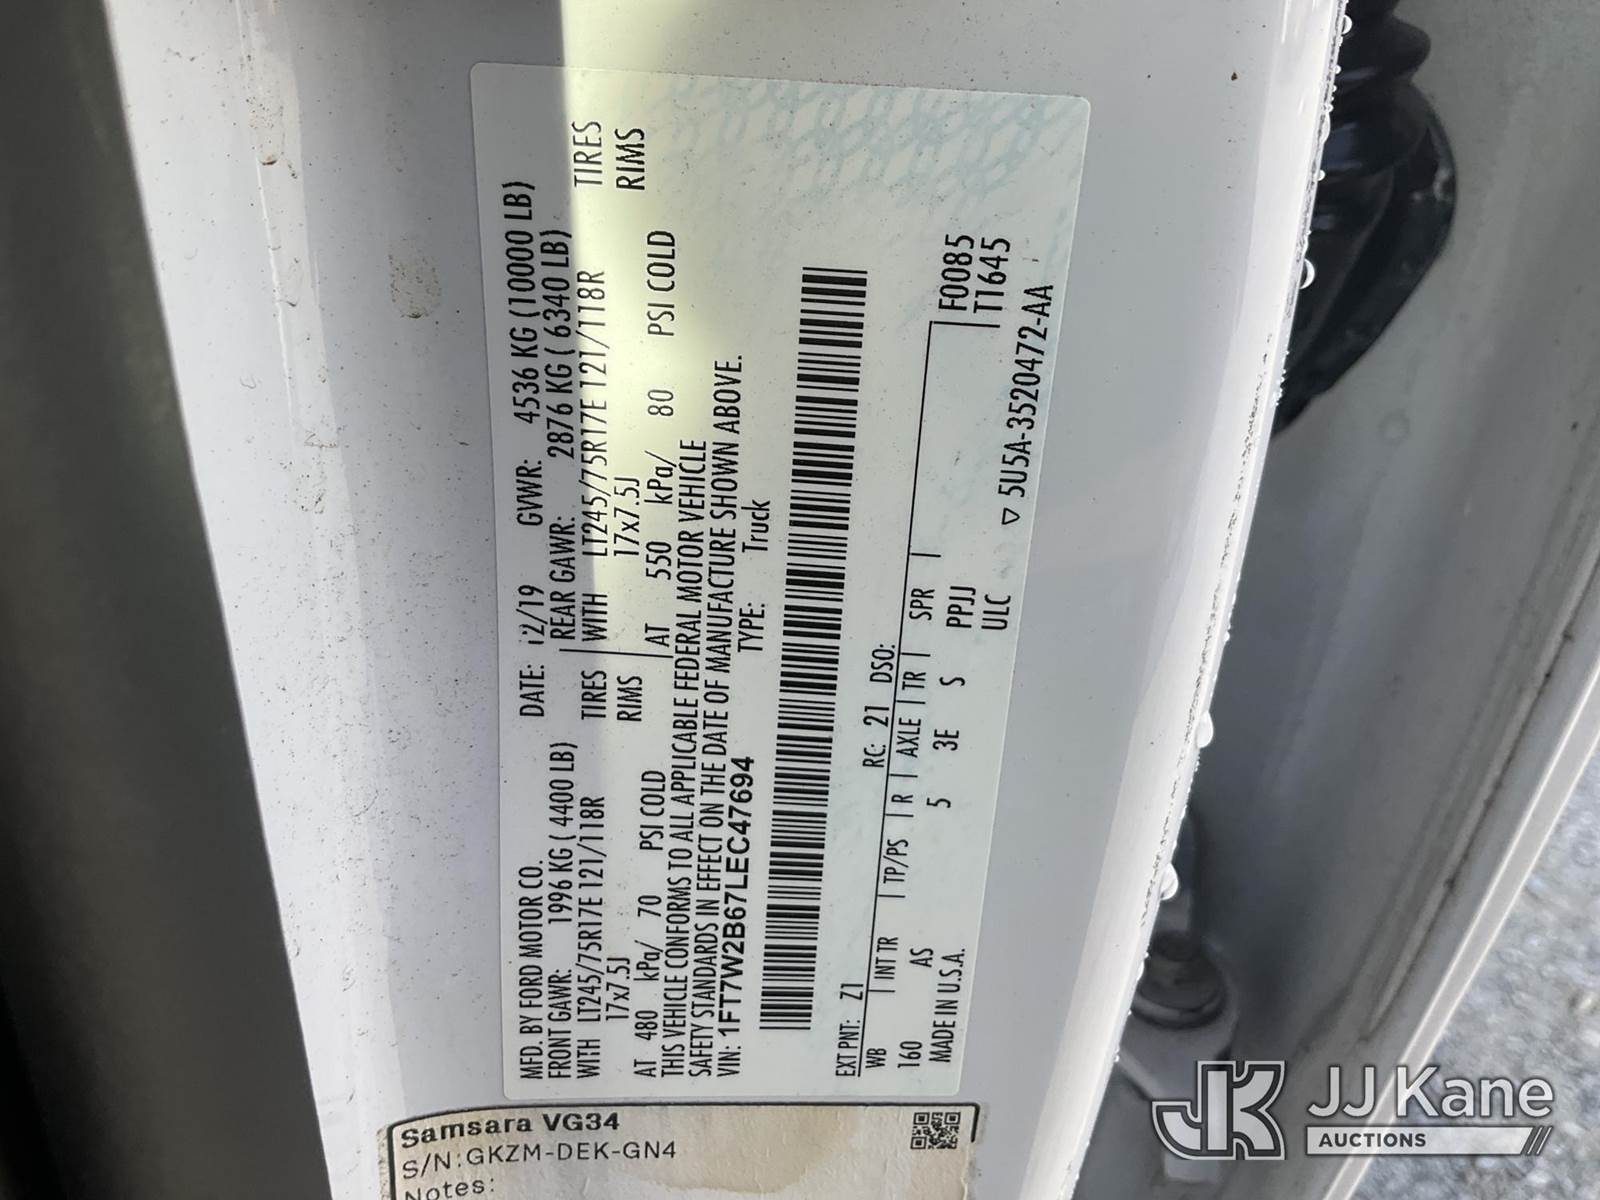 MFD. BY FORD MOTOR CO.
DATE: 12/19 GVWR: 4536 KG (10000 LB)
FRONT GAWR: 1996 KG ( 4400 LB)
REAR GAWR: 2876 KG ( 6340 LB)
WITH LT245/75R17E 121/118R TIRES
WITH LT245/75R17E 121/118R TIRES
17x7.5J RIMS
17x7.5J RIMS
AT 480 kPa/ 70 PSI COLD
AT 550 kPa/ 80 PSI COLD
THIS VEHICLE CONFORMS TO ALL APPLICABLE FEDERAL MOTOR VEHICLE
SAFETY STANDARDS IN EFFECT ON THE DATE OF MANUFACTURE SHOWN ABOVE.
VIN: 1FT7W2B67LEC47694 TYPE: Truck
EXT PNT: Z1 RC: 21 DSO:
WB INT TR TP/PS R AXLE TR SPR F0085
160 AS 5 3E S PPJJ T1645
MADE IN U.S.A. ULC ▽ 5U5A-3520472-AA
Samsara VG34
S/N:GKZM-DEK-GN4
Notes:
JK JJ Kane
AUCTIONS